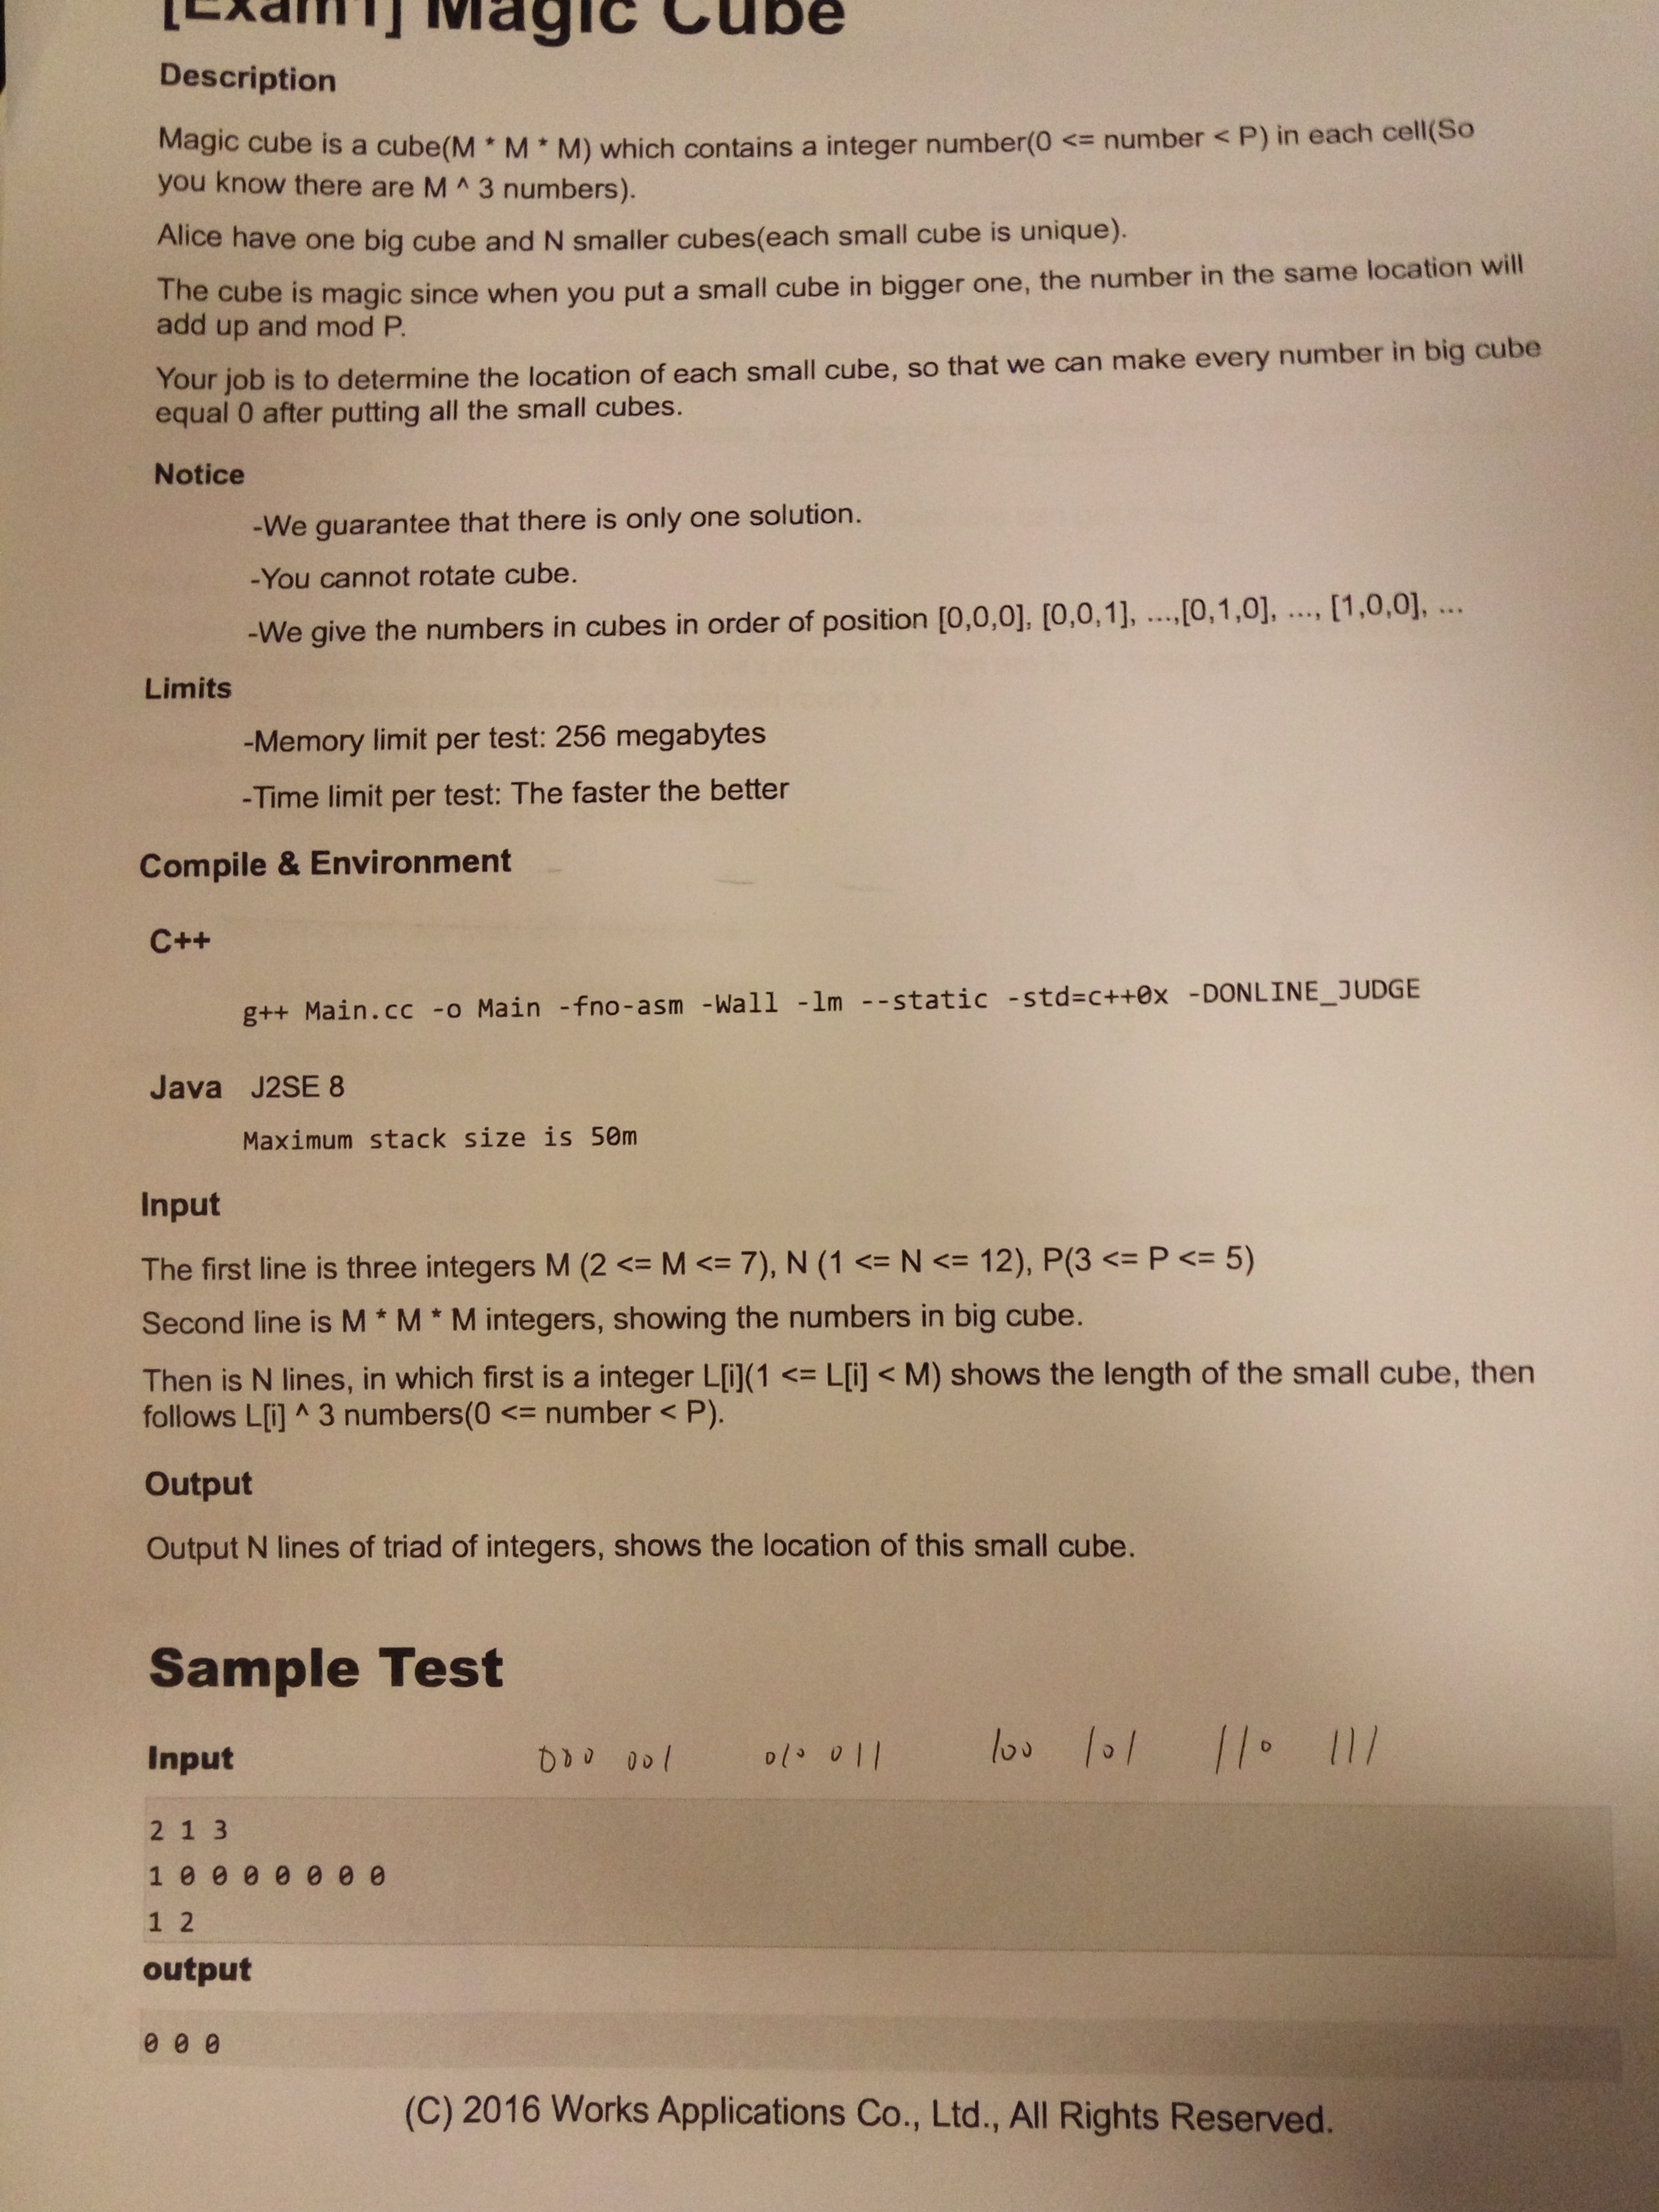 [Exam1] Magic Cube
Description
Magic cube is a cube(M * M * M) which contains a integer number(0 <= number < P) in each cell(So
you know there are M ^ 3 numbers).
Alice have one big cube and N smaller cubes(each small cube is unique).
The cube is magic since when you put a small cube in bigger one, the number in the same location will
add up and mod P.
Your job is to determine the location of each small cube, so that we can make every number in big cube
equal 0 after putting all the small cubes.
Notice
-We guarantee that there is only one solution.
-You cannot rotate cube.
-We give the numbers in cubes in order of position [0,0,0], [0,0,1], ...,[0,1,0], ..., [1,0,0], ...
Limits
-Memory limit per test: 256 megabytes
-Time limit per test: The faster the better
Compile & Environment
C++
g++ Main.cc -o Main -fno-asm -Wall -lm --static -std=c++0x -DONLINE_JUDGE
Java J2SE 8
Maximum stack size is 50m
Input
The first line is three integers M (2 <= M <= 7), N (1 <= N <= 12), P(3 <= P <= 5)
Second line is M * M * M integers, showing the numbers in big cube.
Then is N lines, in which first is a integer L[i](1 <= L[i] < M) shows the length of the small cube, then
follows L[i] ^ 3 numbers(0 <= number < P).
Output
Output N lines of triad of integers, shows the location of this small cube.
Sample Test
Input 000 001 010 011 100 101 110 111
2 1 3
1 0 0 0 0 0 0 0
1 2
output
0 0 0
(C) 2016 Works Applications Co., Ltd., All Rights Reserved.